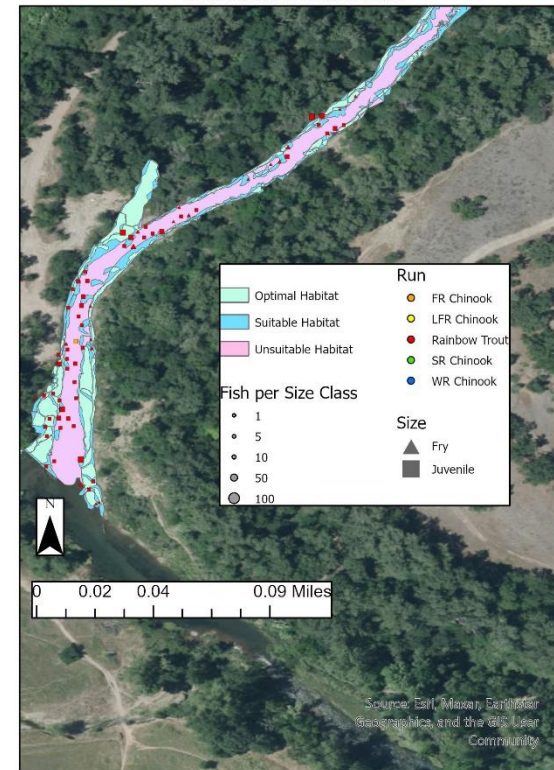 Optimal Habitat
Suitable Habitat
Unsuitable Habitat
Fish per Size Class
1
5
10
50
100
Run
FR Chinook
LFR Chinook
Rainbow Trout
SR Chinook
WR Chinook
Size
Fry
Juvenile
N
0 0.02 0.04 0.09 Miles
Source: Esri, Maxar, Earthstar
Geographics, and the GIS User
Community